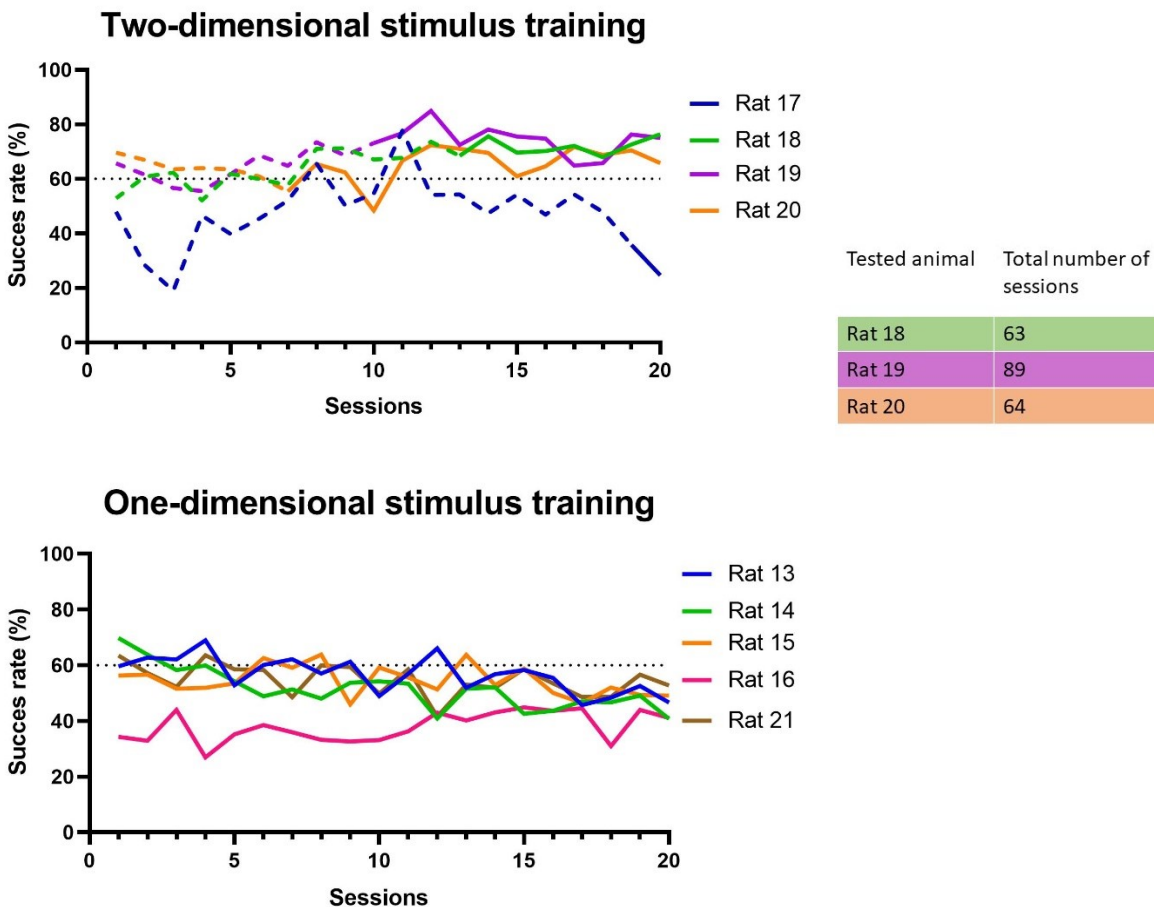 Two-dimensional stimulus training
100
80
60
40
20
0
Succes rate (%)
0 5 10 15 20
Sessions
Rat 17
Rat 18
Rat 19
Rat 20
Tested animal Total number of
sessions
Rat 18 63
Rat 19 89
Rat 20 64
One-dimensional stimulus training
100
80
60
40
20
0
Succes rate (%)
0 5 10 15 20
Sessions
Rat 13
Rat 14
Rat 15
Rat 16
Rat 21